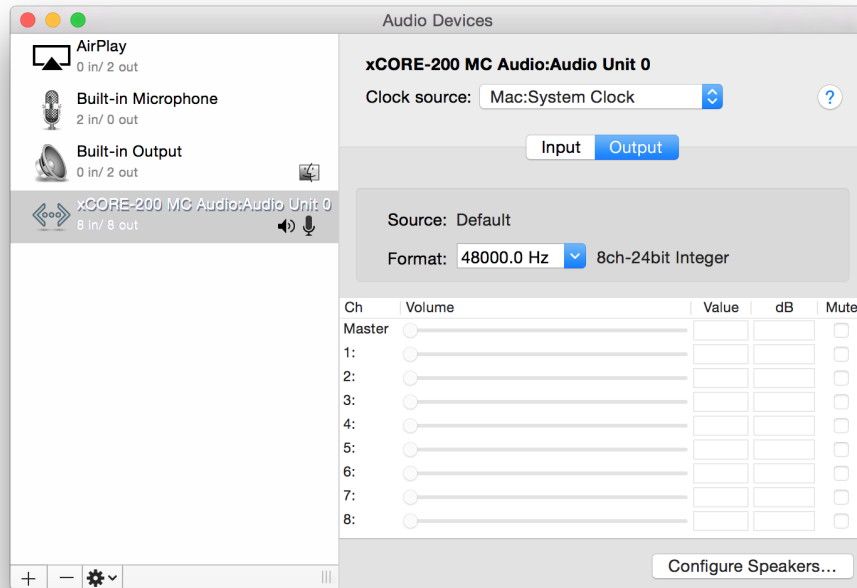 Audio Devices
AirPlay
0 in/ 2 out
Built-in Microphone
2 in/ 0 out
Built-in Output
0 in/ 2 out
xCORE-200 MC Audio:Audio Unit 0
8 in/ 8 out
xCORE-200 MC Audio:Audio Unit 0
Clock source: Mac:System Clock
?
Input Output
Source: Default
Format: 48000.0 Hz 8ch-24bit Integer
Ch Volume Value dB Mute
Master
1:
2:
3:
4:
5:
6:
7:
8:
Configure Speakers...